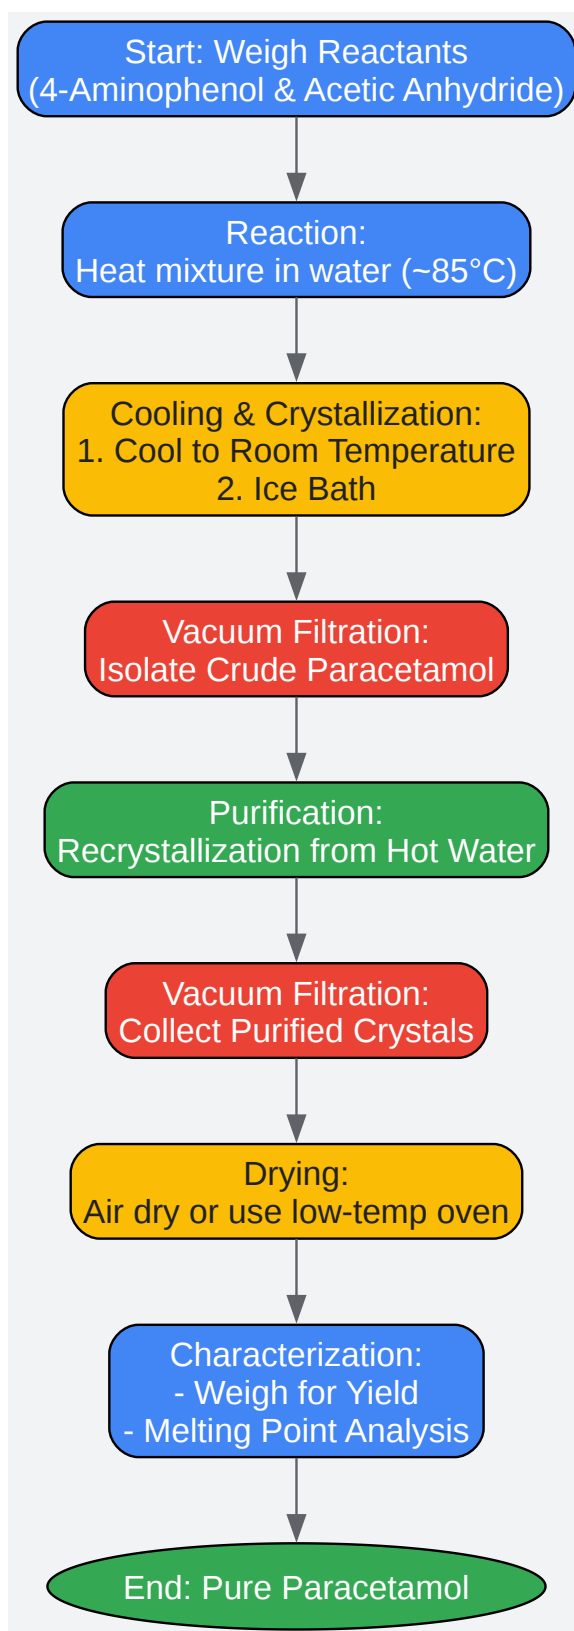 Start: Weigh Reactants
(4-Aminophenol & Acetic Anhydride)
Reaction:
Heat mixture in water (~85°C)
Cooling & Crystallization:
1. Cool to Room Temperature
2. Ice Bath
Vacuum Filtration:
Isolate Crude Paracetamol
Purification:
Recrystallization from Hot Water
Vacuum Filtration:
Collect Purified Crystals
Drying:
Air dry or use low-temp oven
Characterization:
- Weigh for Yield
- Melting Point Analysis
End: Pure Paracetamol